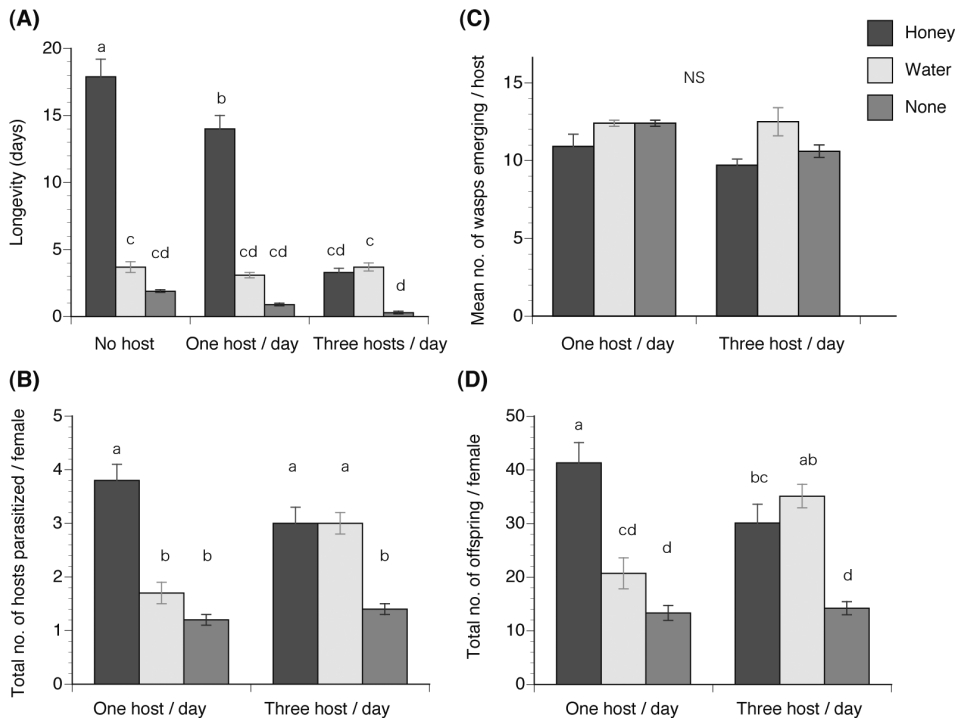 (A)
Longevity (days)
20
15
10
5
0
a
c
cd
b
cd
cd
cd
c
d
No host
One host / day
Three hosts / day
(C)
Mean no. of wasps emerging / host
15
10
5
0
NS
One host / day
Three host / day
Honey
Water
None
(B)
Total no. of hosts parasitized / female
5
4
3
2
1
0
a
b
b
a
a
b
One host / day
Three host / day
(D)
Total no. of offspring / female
50
40
30
20
10
0
a
cd
d
bc
ab
d
One host / day
Three host / day